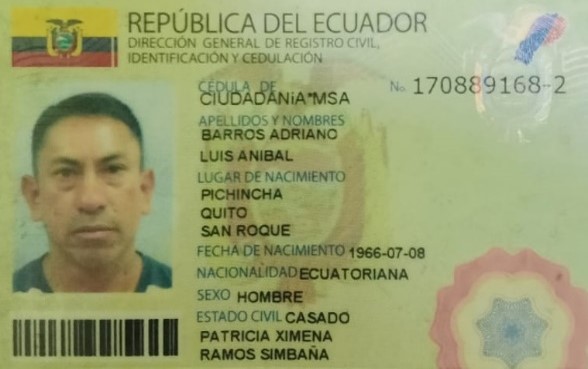 REPÚBLICA DEL ECUADOR
DIRECCIÓN GENERAL DE REGISTRO CIVIL,
IDENTIFICACIÓN Y CEDULACIÓN
CÉDULA DE No. 170889168-2
CIUDADANíA*MSA
APELLIDOS Y NOMBRES
BARROS ADRIANO
LUIS ANIBAL
LUGAR DE NACIMIENTO
PICHINCHA
QUITO
SAN ROQUE
FECHA DE NACIMIENTO 1966-07-08
NACIONALIDAD ECUATORIANA
SEXO HOMBRE
ESTADO CIVIL CASADO
PATRICIA XIMENA
RAMOS SIMBAÑA